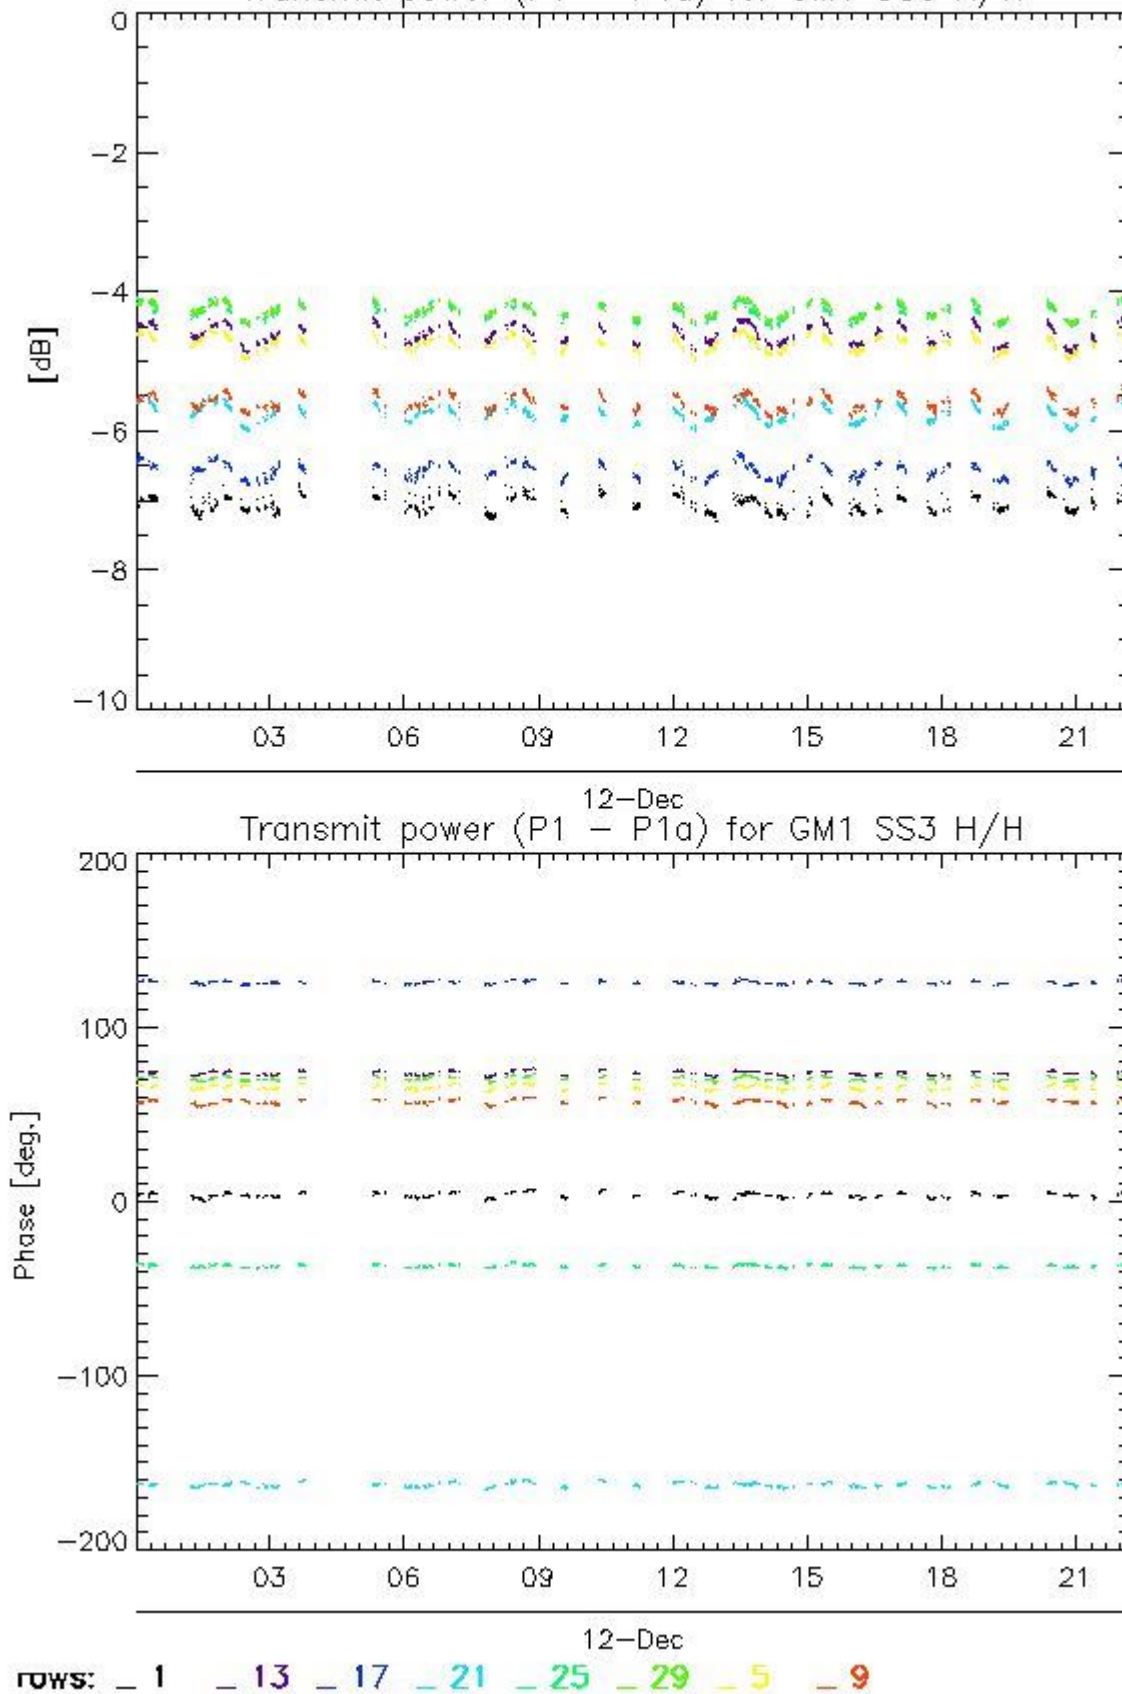 0
-2
-4
-6
-8
-10
[dB]
03 06 09 12 15 18 21
12-Dec
Transmit power (P1 - P1a) for GM1 SS3 H/H
200
100
0
-100
-200
Phase [deg.]
03 06 09 12 15 18 21
12-Dec
rows: _ 1 _ 13 _ 17 _ 21 _ 25 _ 29 _ 5 _ 9